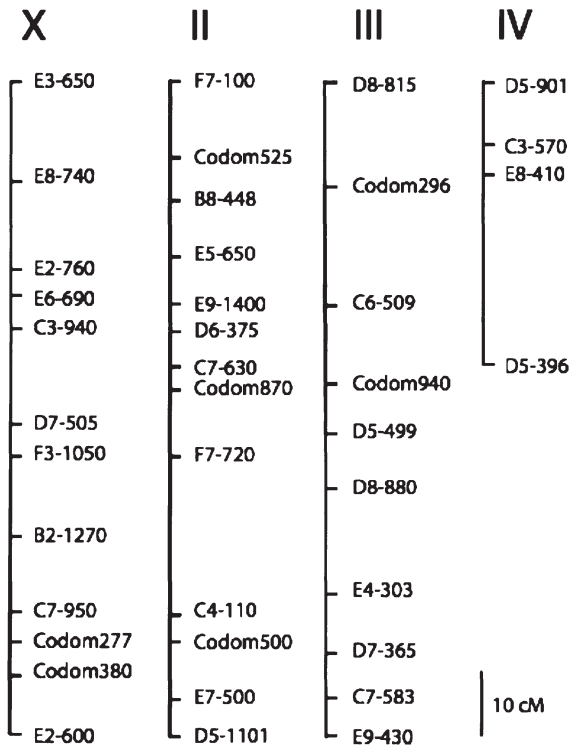 X
E3-650
E8-740
E2-760
E6-690
C3-940
D7-505
F3-1050
B2-1270
C7-950
Codom277
Codom380
E2-600
II
F7-100
Codom525
B8-448
E5-650
E9-1400
D6-375
C7-630
Codom870
F7-720
C4-110
Codom500
E7-500
D5-1101
III
D8-815
Codom296
C6-509
Codom940
D5-499
D8-880
E4-303
D7-365
C7-583
E9-430
IV
D5-901
C3-570
E8-410
D5-396
10 cM